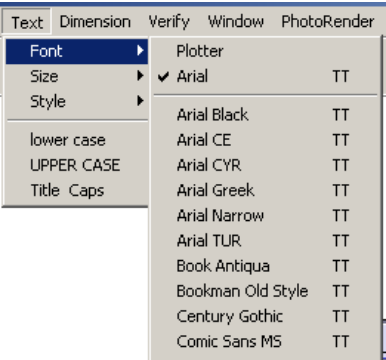 Text Dimension Verify Window PhotoRender
Font
Size
Style
lower case
UPPER CASE
Title Caps
Plotter
✓ Arial TT
Arial Black TT
Arial CE TT
Arial CYR TT
Arial Greek TT
Arial Narrow TT
Arial TUR TT
Book Antiqua TT
Bookman Old Style TT
Century Gothic TT
Comic Sans MS TT